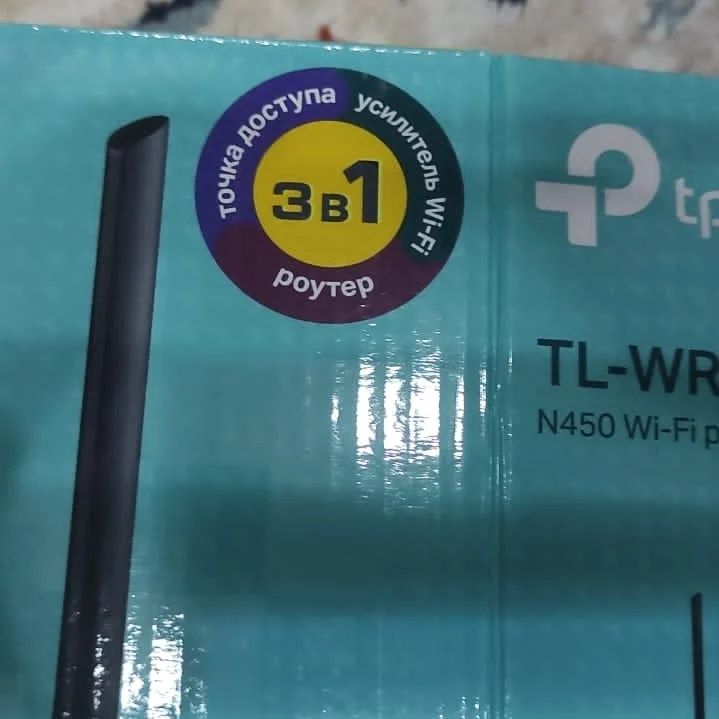 точка доступа
усилитель Wi-Fi
3в1
роутер
tp
TL-WR
N450 Wi-Fi р